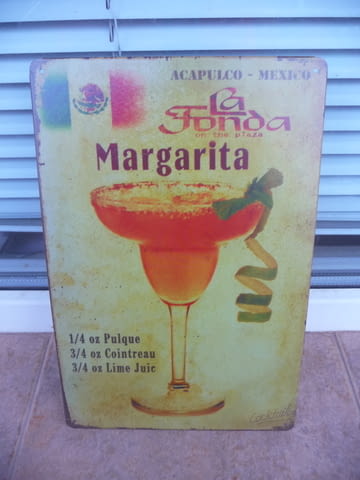 ACAPULCO - MEXICO
La
Fonda
on the plaza
Margarita
1/4 oz Pulque
3/4 oz Cointreau
3/4 oz Lime Juic
Cocktail